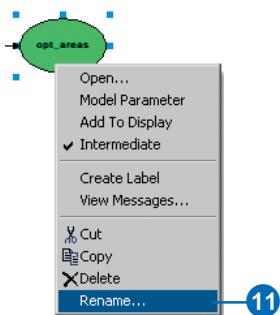 opt_areas
Open...
Model Parameter
Add To Display
Intermediate
Create Label
View Messages...
Cut
Copy
Delete
Rename...
11